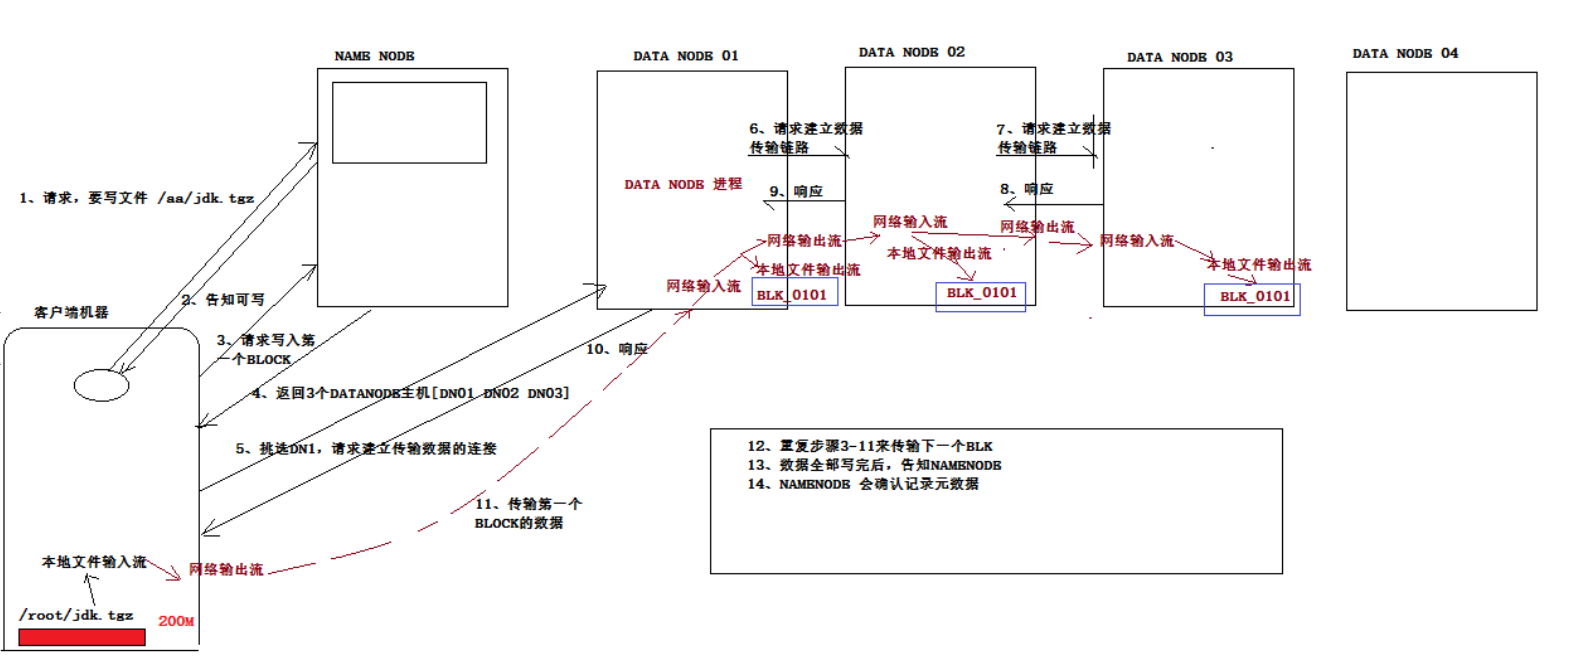 NAME NODE
DATA NODE 01
DATA NODE 02
DATA NODE 03
DATA NODE 04
6、请求建立数据
传输链路
7、请求建立数据
传输链路
DATA NODE 进程
9、响应
8、响应
1、请求，要写文件 /aa/jdk.tgz
网络输入流
网络输出流
网络输出流
网络输入流
本地文件输出流
本地文件输出流
本地文件输出流
网络输入流
BLK_0101
BLK_0101
BLK_0101
2、告知可写
客户端机器
3、请求写入第
一个BLOCK
10、响应
4、返回3个DATANODE主机[DN01 DN02 DN03]
5、挑选DN1，请求建立传输数据的连接
12、重复步骤3-11来传输下一个BLK
13、数据全部写完后，告知NAMENODE
14、NAMENODE 会确认记录元数据
11、传输第一个
BLOCK的数据
本地文件输入流
网络输出流
/root/jdk.tgz
200M